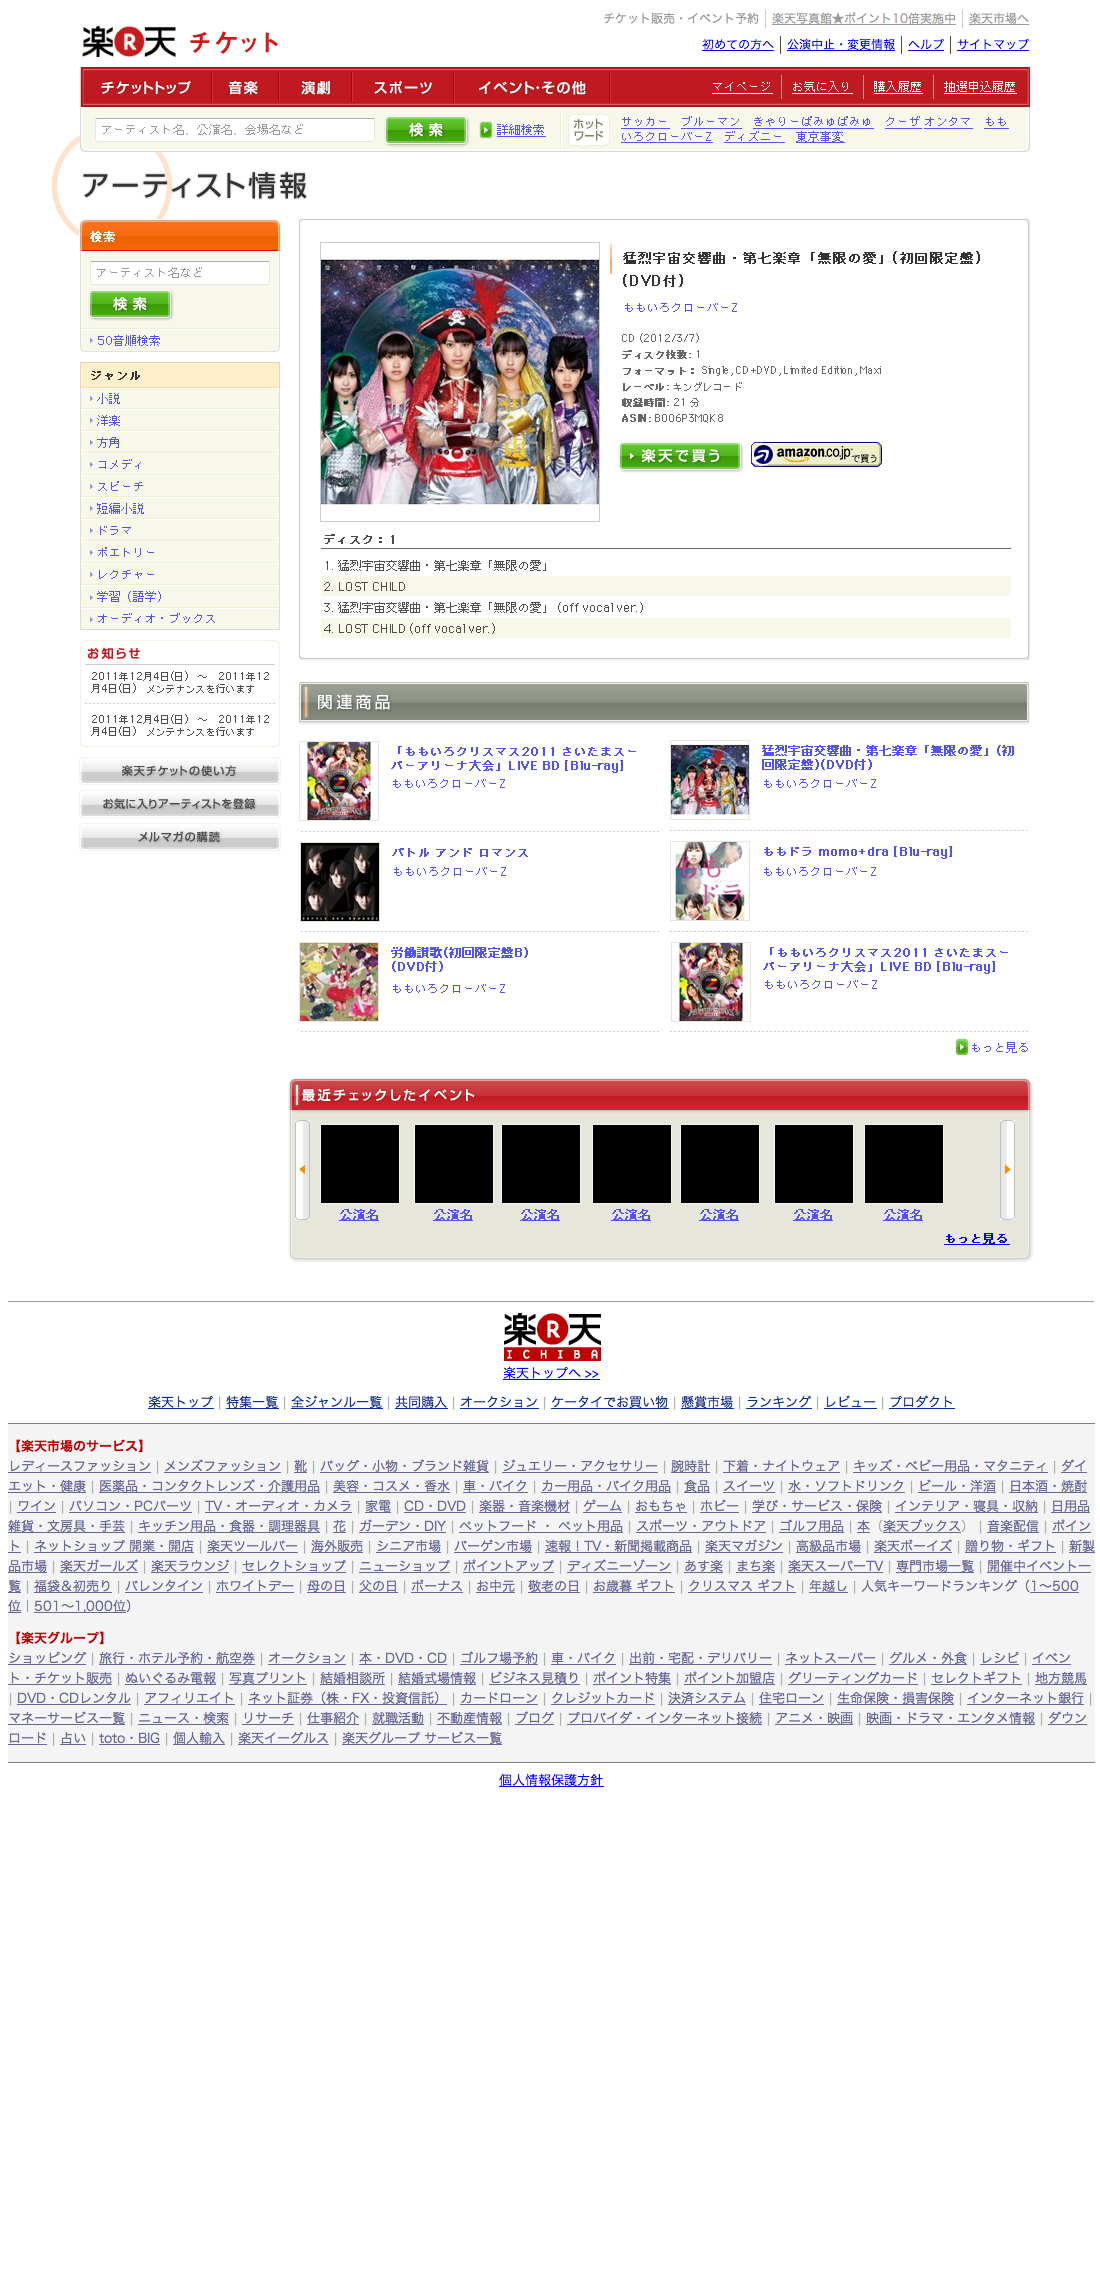 チケット販売・イベント予約 楽天写真館★ポイント10倍実施中 楽天市場へ
楽天 チケット
初めての方へ 公演中止・変更情報 ヘルプ サイトマップ
チケットトップ 音楽 演劇 スポーツ イベント・その他 マイページ お気に入り 購入履歴 抽選申込履歴
アーティスト名、公演名、会場名など 検索 詳細検索 ホットワード サッカー ブルーマン きゃりーぱみゅぱみゅ クーザ オンタマ もも
いろクローバーZ ディズニー 東京事変
アーティスト情報
検索
アーティスト名など
検索
50音順検索
ジャンル
小説
洋楽
方角
コメディ
スピーチ
短編小説
ドラマ
ポエトリー
レクチャー
学習（語学）
オーディオ・ブックス
お知らせ
2011年12月4日(日) ～ 2011年12
月4日(日) メンテナンスを行います
2011年12月4日(日) ～ 2011年12
月4日(日) メンテナンスを行います
楽天チケットの使い方
お気に入りアーティストを登録
メルマガの購読
猛烈宇宙交響曲・第七楽章「無限の愛」(初回限定盤)
(DVD付)
ももいろクローバーZ
CD (2012/3/7)
ディスク枚数: 1
フォーマット: Single, CD+DVD, Limited Edition, Maxi
レーベル: キングレコード
収録時間: 21 分
ASIN: B006P3MQK8
楽天で買う amazon.co.jpで買う
ディスク：1
1. 猛烈宇宙交響曲・第七楽章「無限の愛」
2. LOST CHILD
3. 猛烈宇宙交響曲・第七楽章「無限の愛」 (off vocal ver.)
4. LOST CHILD (off vocal ver.)
関連商品
「ももいろクリスマス2011 さいたまスー
パーアリーナ大会」LIVE BD [Blu-ray]
ももいろクローバーZ
猛烈宇宙交響曲・第七楽章「無限の愛」(初
回限定盤)(DVD付)
ももいろクローバーZ
バトル アンド ロマンス
ももいろクローバーZ
ももドラ momo+dra [Blu-ray]
ももいろクローバーZ
労働讃歌(初回限定盤B)
(DVD付)
ももいろクローバーZ
「ももいろクリスマス2011 さいたまスー
パーアリーナ大会」LIVE BD [Blu-ray]
ももいろクローバーZ
もっと見る
最近チェックしたイベント
公演名 公演名 公演名 公演名 公演名 公演名 公演名
もっと見る
楽天
ICHIBA
楽天トップへ >>
楽天トップ | 特集一覧 | 全ジャンル一覧 | 共同購入 | オークション | ケータイでお買い物 | 懸賞市場 | ランキング | レビュー | プロダクト
【楽天市場のサービス】
レディースファッション | メンズファッション | 靴 | バッグ・小物・ブランド雑貨 | ジュエリー・アクセサリー | 腕時計 | 下着・ナイトウェア | キッズ・ベビー用品・マタニティ | ダイ
エット・健康 | 医薬品・コンタクトレンズ・介護用品 | 美容・コスメ・香水 | 車・バイク | カー用品・バイク用品 | 食品 | スイーツ | 水・ソフトドリンク | ビール・洋酒 | 日本酒・焼酎
| ワイン | パソコン・PCパーツ | TV・オーディオ・カメラ | 家電 | CD・DVD | 楽器・音楽機材 | ゲーム | おもちゃ | ホビー | 学び・サービス・保険 | インテリア・寝具・収納 | 日用品
雑貨・文房具・手芸 | キッチン用品・食器・調理器具 | 花 | ガーデン・DIY | ペットフード ・ ペット用品 | スポーツ・アウトドア | ゴルフ用品 | 本（楽天ブックス） | 音楽配信 | ポイン
ト | ネットショップ 開業・開店 | 楽天ツールバー | 海外販売 | シニア市場 | バーゲン市場 | 速報！TV・新聞掲載商品 | 楽天マガジン | 高級品市場 | 楽天ボーイズ | 贈り物・ギフト | 新製
品市場 | 楽天ガールズ | 楽天ラウンジ | セレクトショップ | ニューショップ | ポイントアップ | ディズニーゾーン | あす楽 | まち楽 | 楽天スーパーTV | 専門市場一覧 | 開催中イベント一
覧 | 福袋＆初売り | バレンタイン | ホワイトデー | 母の日 | 父の日 | ボーナス | お中元 | 敬老の日 | お歳暮 ギフト | クリスマス ギフト | 年越し | 人気キーワードランキング（1～500
位 | 501～1,000位）
【楽天グループ】
ショッピング | 旅行・ホテル予約・航空券 | オークション | 本・DVD・CD | ゴルフ場予約 | 車・バイク | 出前・宅配・デリバリー | ネットスーパー | グルメ・外食 | レシピ | イベン
ト・チケット販売 | ぬいぐるみ電報 | 写真プリント | 結婚相談所 | 結婚式場情報 | ビジネス見積り | ポイント特集 | ポイント加盟店 | グリーティングカード | セレクトギフト | 地方競馬
| DVD・CDレンタル | アフィリエイト | ネット証券（株・FX・投資信託） | カードローン | クレジットカード | 決済システム | 住宅ローン | 生命保険・損害保険 | インターネット銀行 |
マネーサービス一覧 | ニュース・検索 | リサーチ | 仕事紹介 | 就職活動 | 不動産情報 | ブログ | プロバイダ・インターネット接続 | アニメ・映画 | 映画・ドラマ・エンタメ情報 | ダウン
ロード | 占い | toto・BIG | 個人輸入 | 楽天イーグルス | 楽天グループ サービス一覧
個人情報保護方針